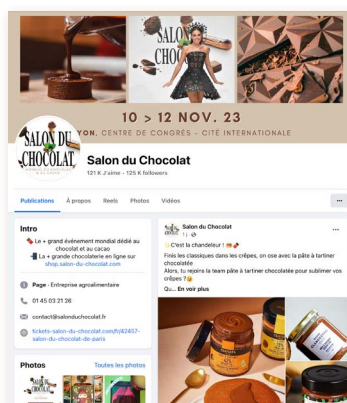 SALON
CHOC
10 > 12 NOV. 23
YON, CENTRE DE CONGRÈS - CITÉ INTERNATIONALE
SALON DU
CHOCOLAT
Salon du Chocolat
121 K J'aime • 125 K followers
Publications
À propos
Reels
Photos
Vidéos
Intro
Le + grand événement mondial dédié au
chocolat et au cacao
La + grande chocolaterie en ligne sur
shop.salon-du-chocolat.com
Page · Entreprise agroalimentaire
01 45 03 21 26
contact@salonduchocolat.fr
tickets-salon-du-chocolat.com/fr/42457-
salon-du-chocolat-de-paris
Photos
Toutes les photos
Salon du Chocolat
1 j
C'est la chandeleur !
Finis les classiques dans les crêpes, on ose avec la pâte à tartiner
chocolatée
Alors, tu rejoins la team pâte à tartiner chocolatée pour sublimer vos
crêpes ?
Qu... En voir plus